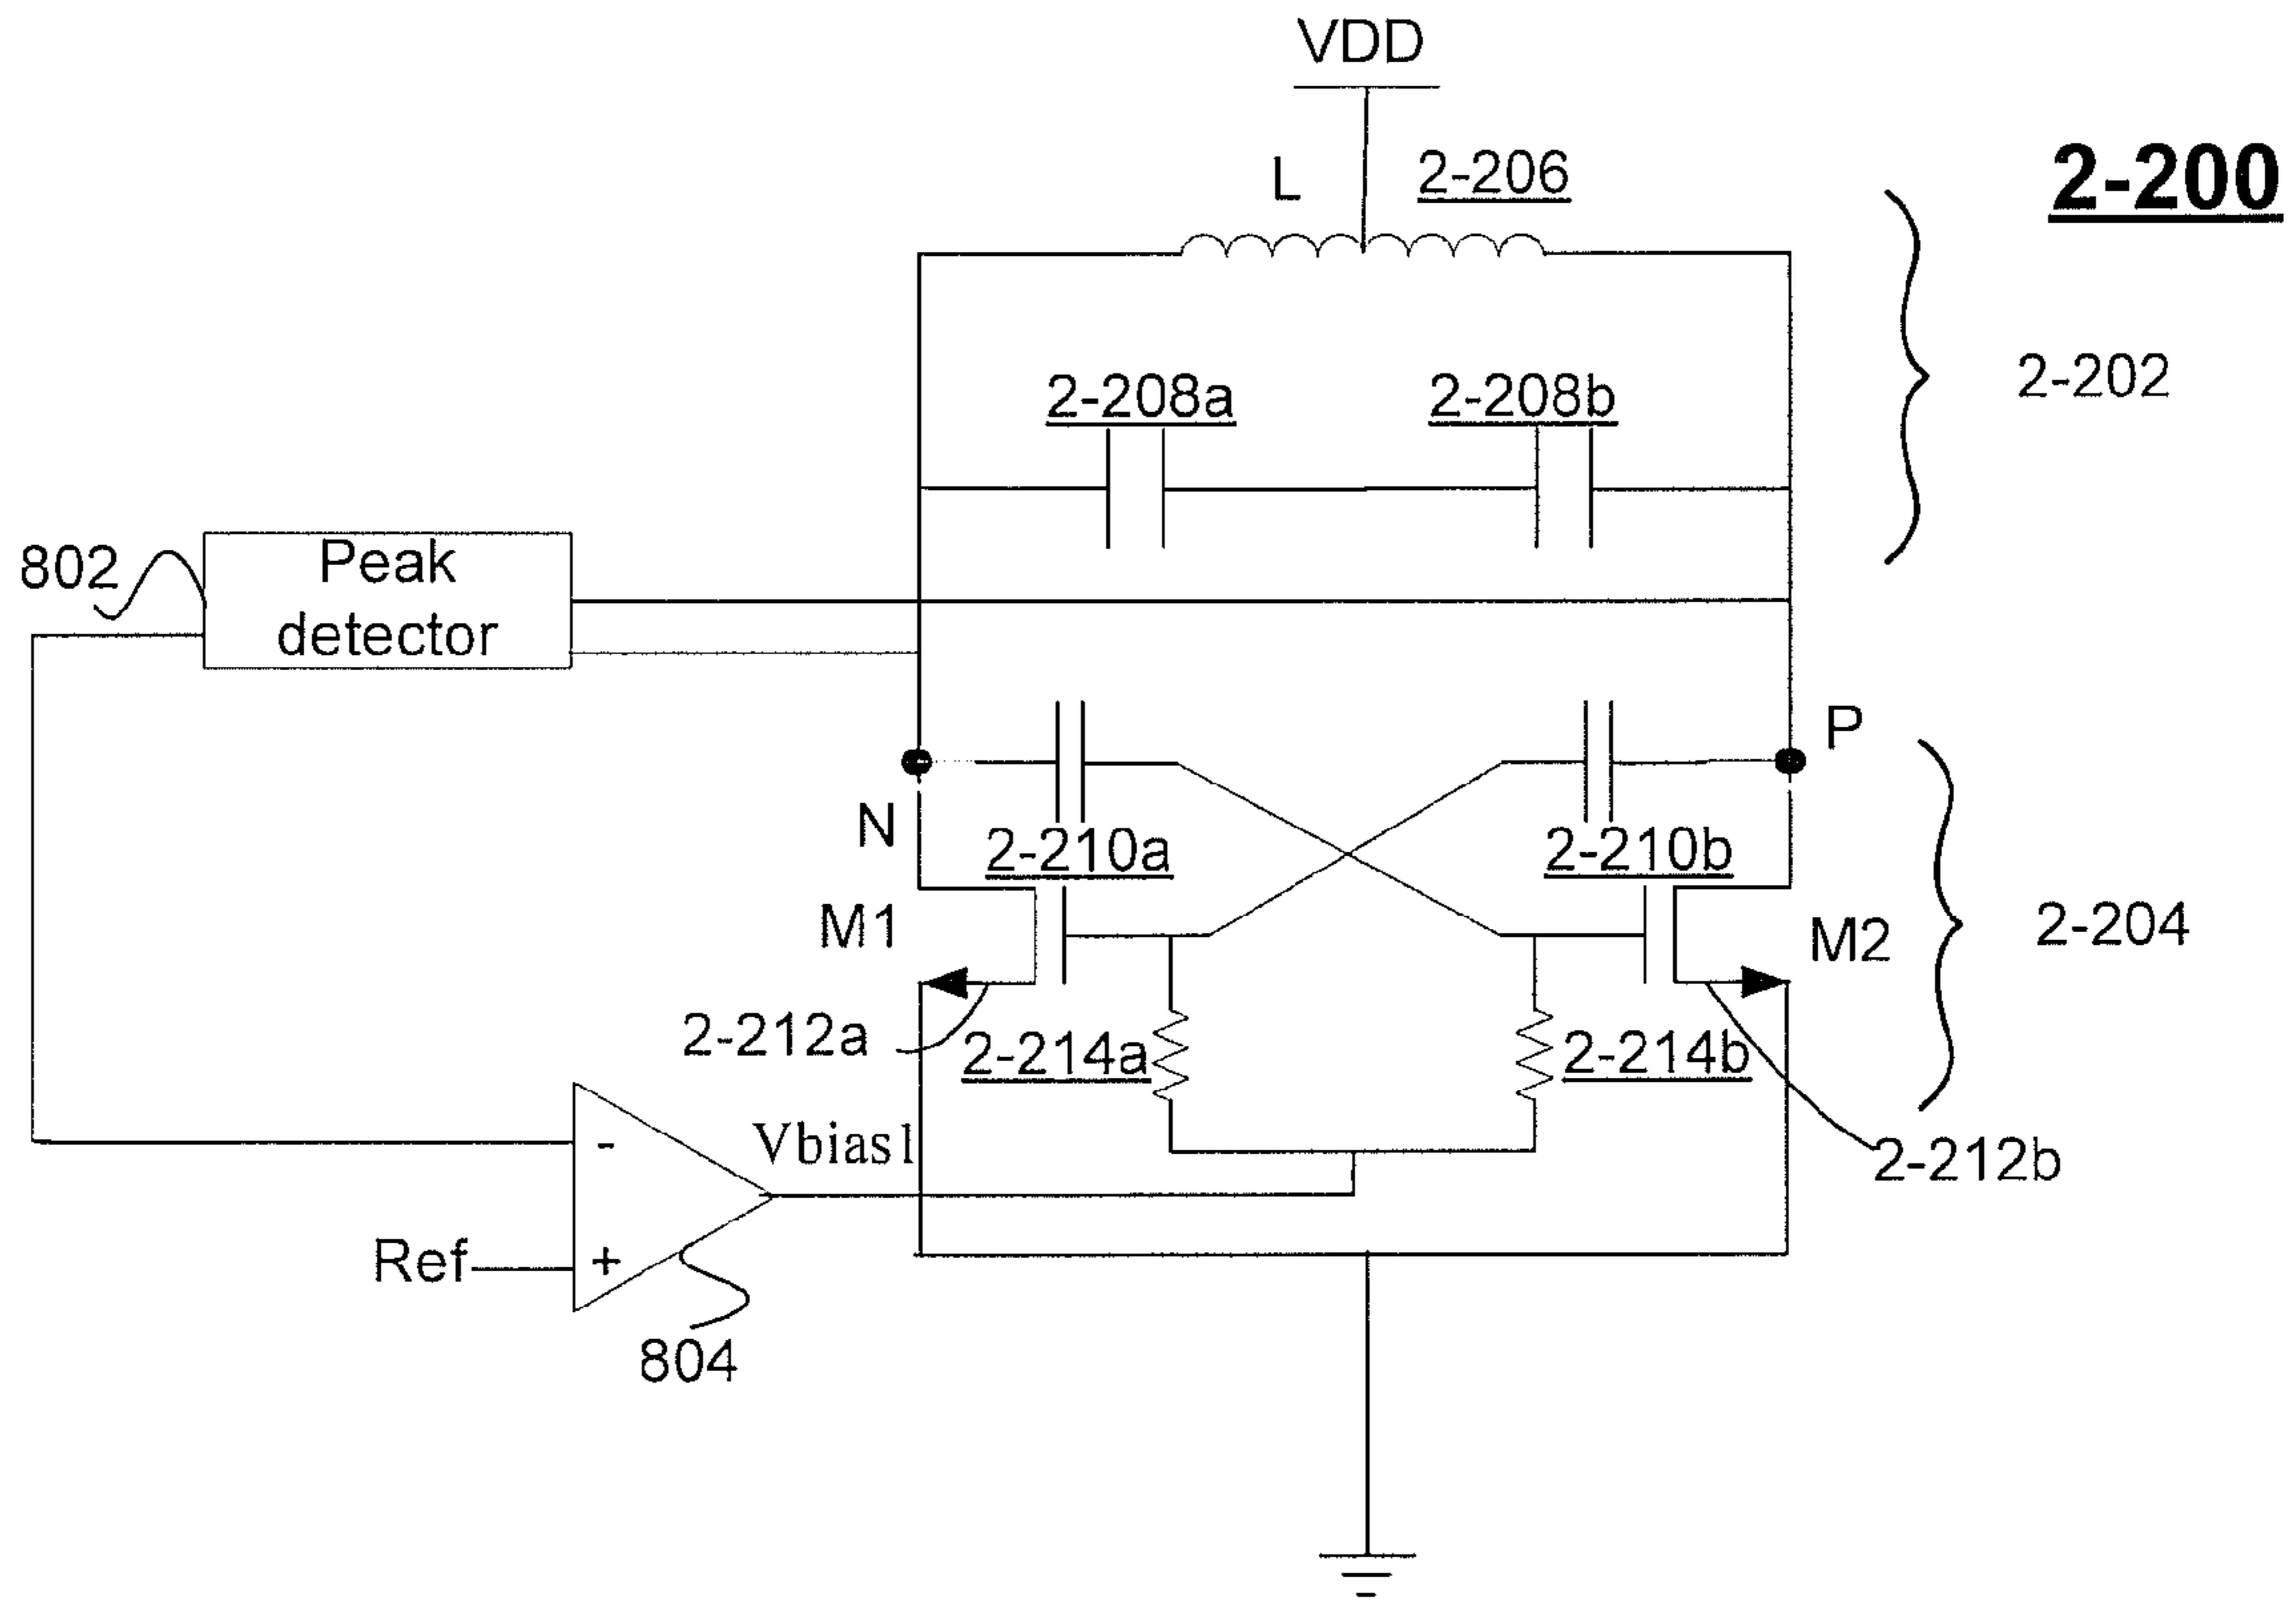 VDD
L
2-206
2-200
2-208a
2-208b
2-202
802
Peak
detector
P
N
2-210a
2-210b
M1
M2
2-204
2-212a
2-214a
2-214b
-
Vbias1
2-212b
Ref
+
804